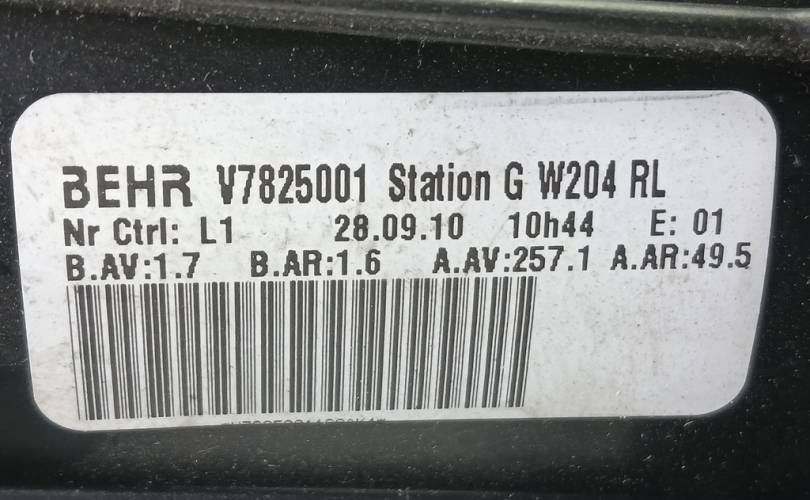 BEHR V7825001 Station G W204 RL
Nr Ctrl: L1 28.09.10 10h44 E: 01
B.AV:1.7 B.AR:1.6 A.AV:257.1 A.AR:49.5